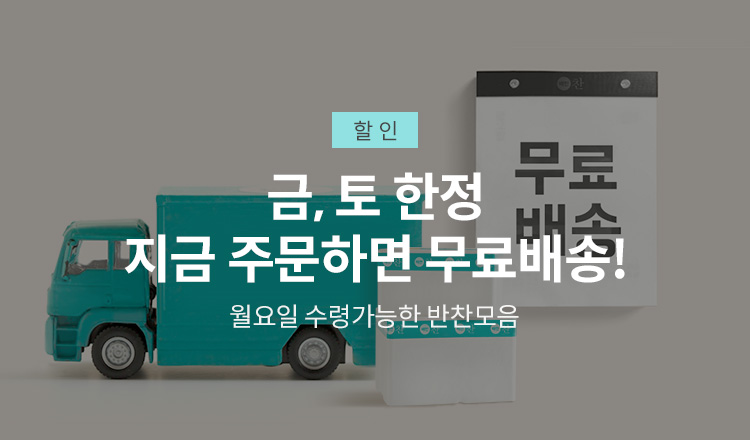 할인
금, 토 한정
지금 주문하면 무료배송!
월요일 수령가능한 반찬모음
무료
배송
찬